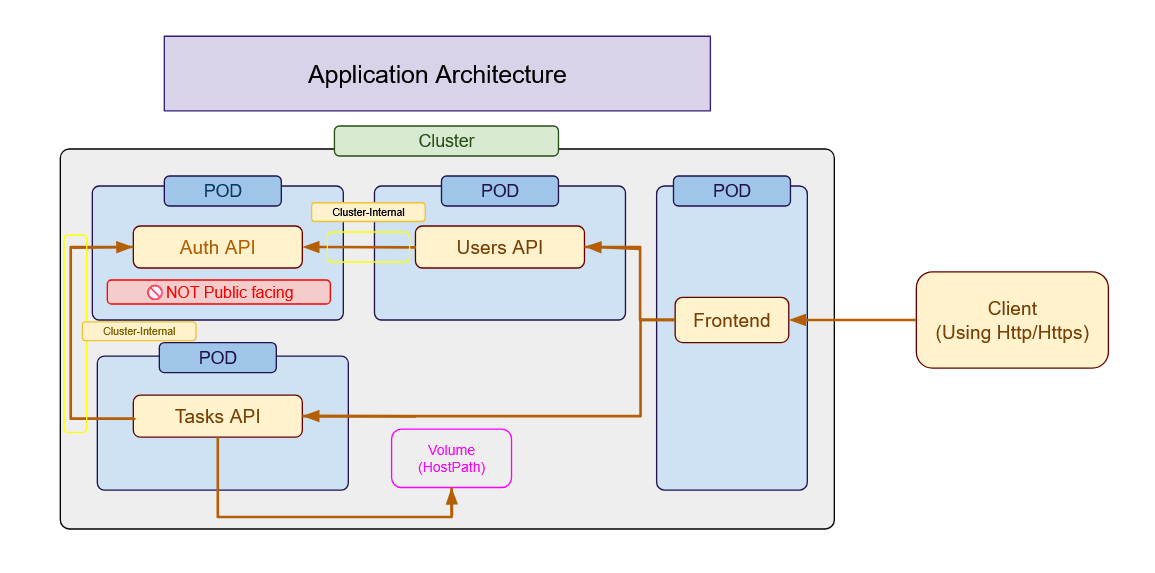 Application Architecture
Cluster
POD
POD
POD
Cluster-Internal
Auth API
Users API
NOT Public facing
Frontend
Client
(Using Http/Https)
Cluster-Internal
POD
Tasks API
Volume
(HostPath)